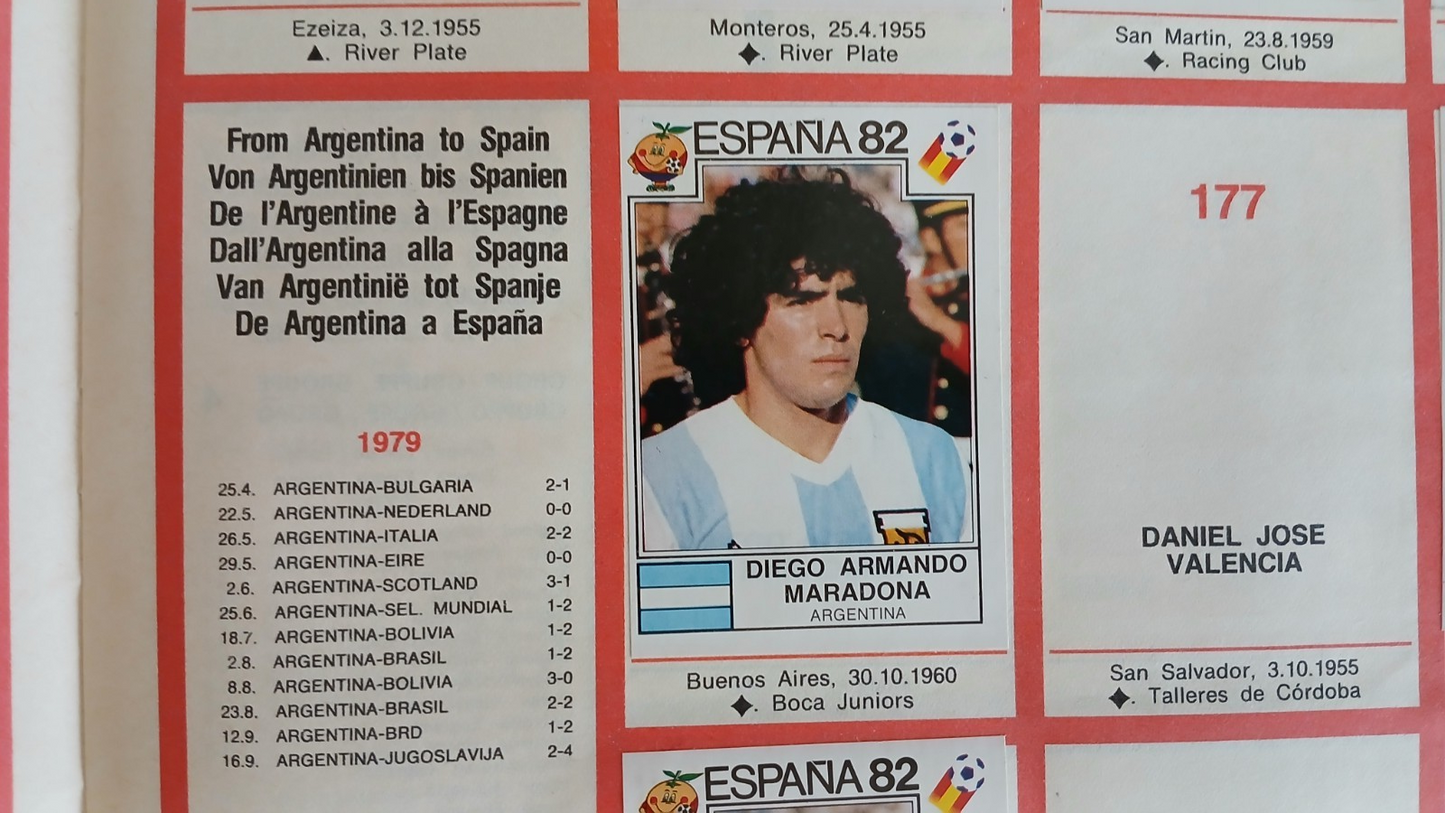 Ezeiza, 3.12.1955
▲. River Plate
Monteros, 25.4.1955
◆. River Plate
San Martin, 23.8.1959
◆. Racing Club
From Argentina to Spain
Von Argentinien bis Spanien
De l'Argentine à l'Espagne
Dall'Argentina alla Spagna
Van Argentinië tot Spanje
De Argentina a España
1979
25.4. ARGENTINA-BULGARIA 2-1
22.5. ARGENTINA-NEDERLAND 0-0
26.5. ARGENTINA-ITALIA 2-2
29.5. ARGENTINA-EIRE 0-0
2.6. ARGENTINA-SCOTLAND 3-1
25.6. ARGENTINA-SEL. MUNDIAL 1-2
18.7. ARGENTINA-BOLIVIA 1-2
2.8. ARGENTINA-BRASIL 1-2
8.8. ARGENTINA-BOLIVIA 3-0
23.8. ARGENTINA-BRASIL 2-2
12.9. ARGENTINA-BRD 1-2
16.9. ARGENTINA-JUGOSLAVIJA 2-4
ESPAÑA 82
DIEGO ARMANDO
MARADONA
ARGENTINA
Buenos Aires, 30.10.1960
◆. Boca Juniors
177
DANIEL JOSE
VALENCIA
San Salvador, 3.10.1955
◆. Talleres de Córdoba
ESPAÑA 82